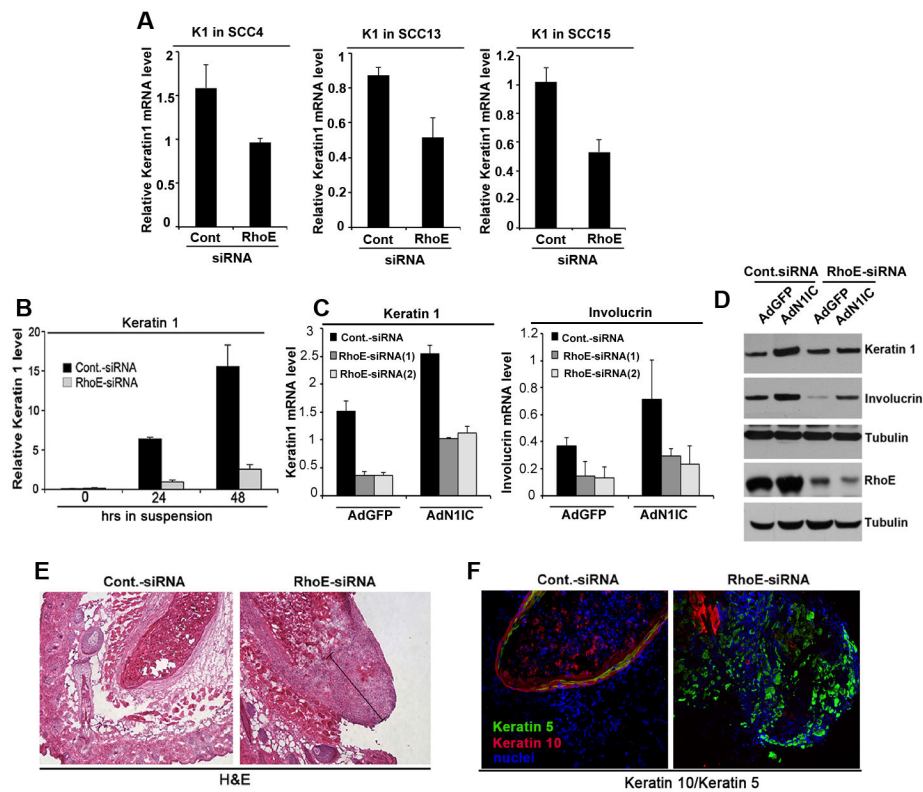 A
K1 in SCC4
K1 in SCC13
K1 in SCC15
Relative Keratin1 mRNA level
2
1.5
1
1.5
0
Cont RhoE
siRNA
Relative Keratin1 mRNA level
1
0.8
0.6
0.4
0.2
0
Cont RhoE
siRNA
Relative Keratin1 mRNA level
1.2
1
0.8
0.6
0.4
0.2
0
Cont RhoE
siRNA
B
Keratin 1
Relative Keratin 1 level
20
15
10
5
0
Cont.-siRNA
RhoE-siRNA
0 24 48
hrs in suspension
C
Keratin 1
Keratin1 mRNA level
2.5
2
1.5
1
0.5
0
Cont.-siRNA
RhoE-siRNA(1)
RhoE-siRNA(2)
AdGFP AdN1IC
Involucrin
Involucrin mRNA level
1.2
1
0.8
0.6
0.4
0.2
0
Cont.-siRNA
RhoE-siRNA(1)
RhoE-siRNA(2)
AdGFP AdN1IC
D
Cont.siRNA RhoE-siRNA
AdGFP AdN1IC AdGFP AdN1IC
Keratin 1
Involucrin
Tubulin
RhoE
Tubulin
E
Cont.-siRNA RhoE-siRNA
H&E
F
Cont.-siRNA RhoE-siRNA
Keratin 5
Keratin 10
nuclei
Keratin 10/Keratin 5